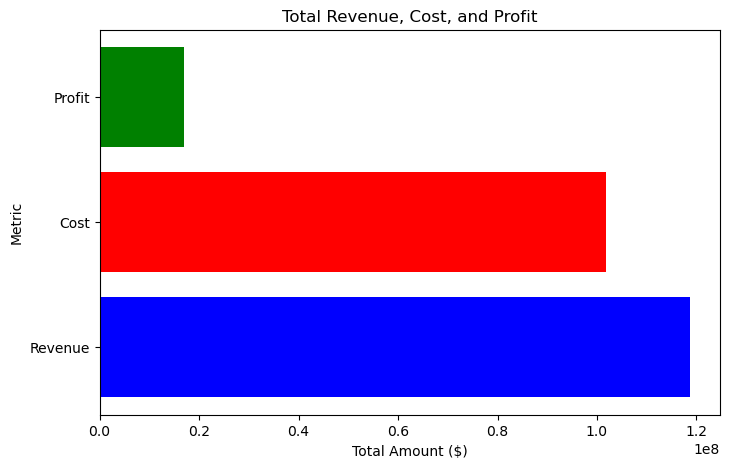 Total Revenue, Cost, and Profit
Profit
Cost
Revenue
Metric
0.0 0.2 0.4 0.6 0.8 1.0 1.2
1e8
Total Amount ($)